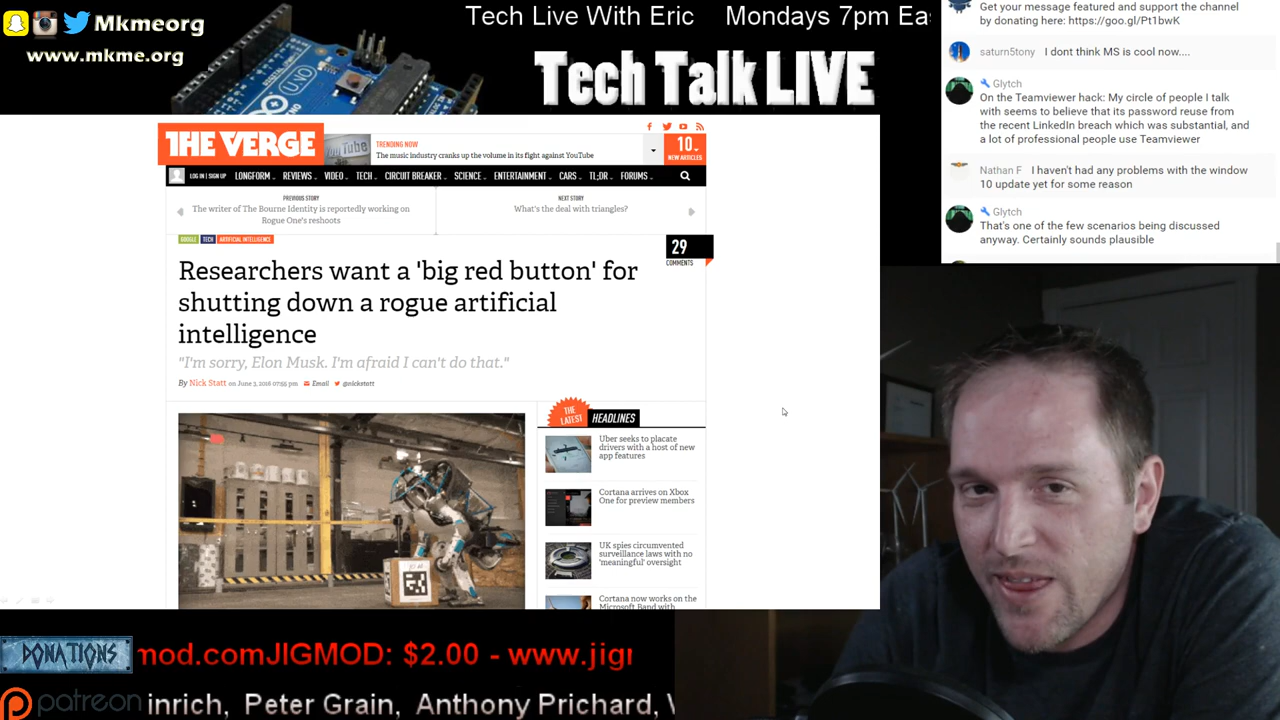 Mkmeorg
www.mkme.org
Tech Live With Eric    Mondays 7pm Eas
UNO
Tech Talk LIVE
THE VERGE
TRENDING NOW
The music industry cranks up the volume in its fight against YouTube
10
NEW ARTICLES
LOG IN | SIGN UP
LONGFORM REVIEWS VIDEO TECH CIRCUIT BREAKER SCIENCE ENTERTAINMENT CARS TL;DR FORUMS
PREVIOUS STORY
The writer of The Bourne Identity is reportedly working on
Rogue One's reshoots
NEXT STORY
What's the deal with triangles?
GOOGLE TECH ARTIFICIAL INTELLIGENCE
29
COMMENTS
Researchers want a 'big red button' for
shutting down a rogue artificial
intelligence
"I'm sorry, Elon Musk. I'm afraid I can't do that."
By Nick Statt on June 3, 2016 07:55 pm Email @nickstatt
THE
LATEST
HEADLINES
Uber seeks to placate
drivers with a host of new
app features
Cortana arrives on Xbox
One for preview members
UK spies circumvented
surveillance laws with no
'meaningful' oversight
Cortana now works on the
Microsoft Band with
Get your message featured and support the channel
by donating here: https://goo.gl/Pt1bwK
saturn5tony I dont think MS is cool now....
Glytch
On the Teamviewer hack: My circle of people I talk
with seems to believe that its password reuse from
the recent LinkedIn breach which was substantial, and
a lot of professional people use Teamviewer
Nathan F I haven't had any problems with the window
10 update yet for some reason
Glytch
That's one of the few scenarios being discussed
anyway. Certainly sounds plausible
DONATIONS
mod.comJIGMOD: $2.00 - www.jigr
patreon
inrich, Peter Grain, Anthony Prichard, V